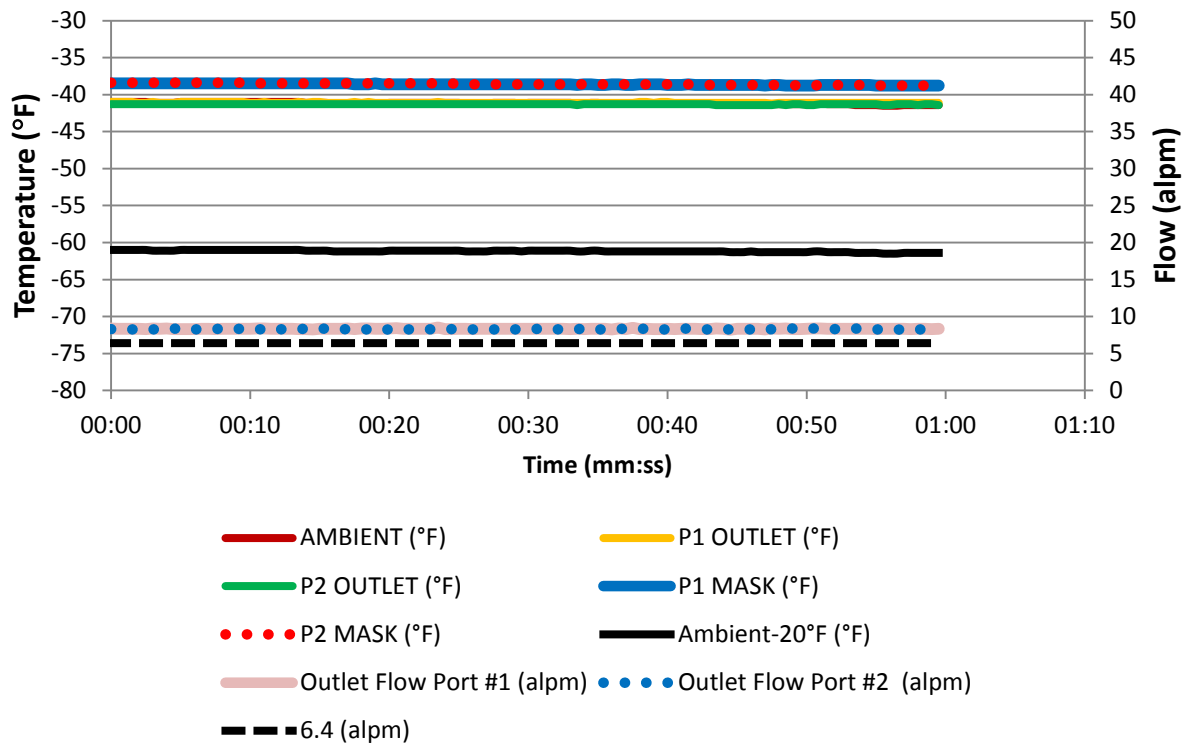 Temperature (°F)
-30
-35
-40
-45
-50
-55
-60
-65
-70
-75
-80
50
45
40
35
30
25
20
15
10
5
0
Flow (alpm)
00:00 00:10 00:20 00:30 00:40 00:50 01:00 01:10
Time (mm:ss)
AMBIENT (°F) P1 OUTLET (°F)
P2 OUTLET (°F) P1 MASK (°F)
P2 MASK (°F) Ambient-20°F (°F)
Outlet Flow Port #1 (alpm) Outlet Flow Port #2 (alpm)
6.4 (alpm)